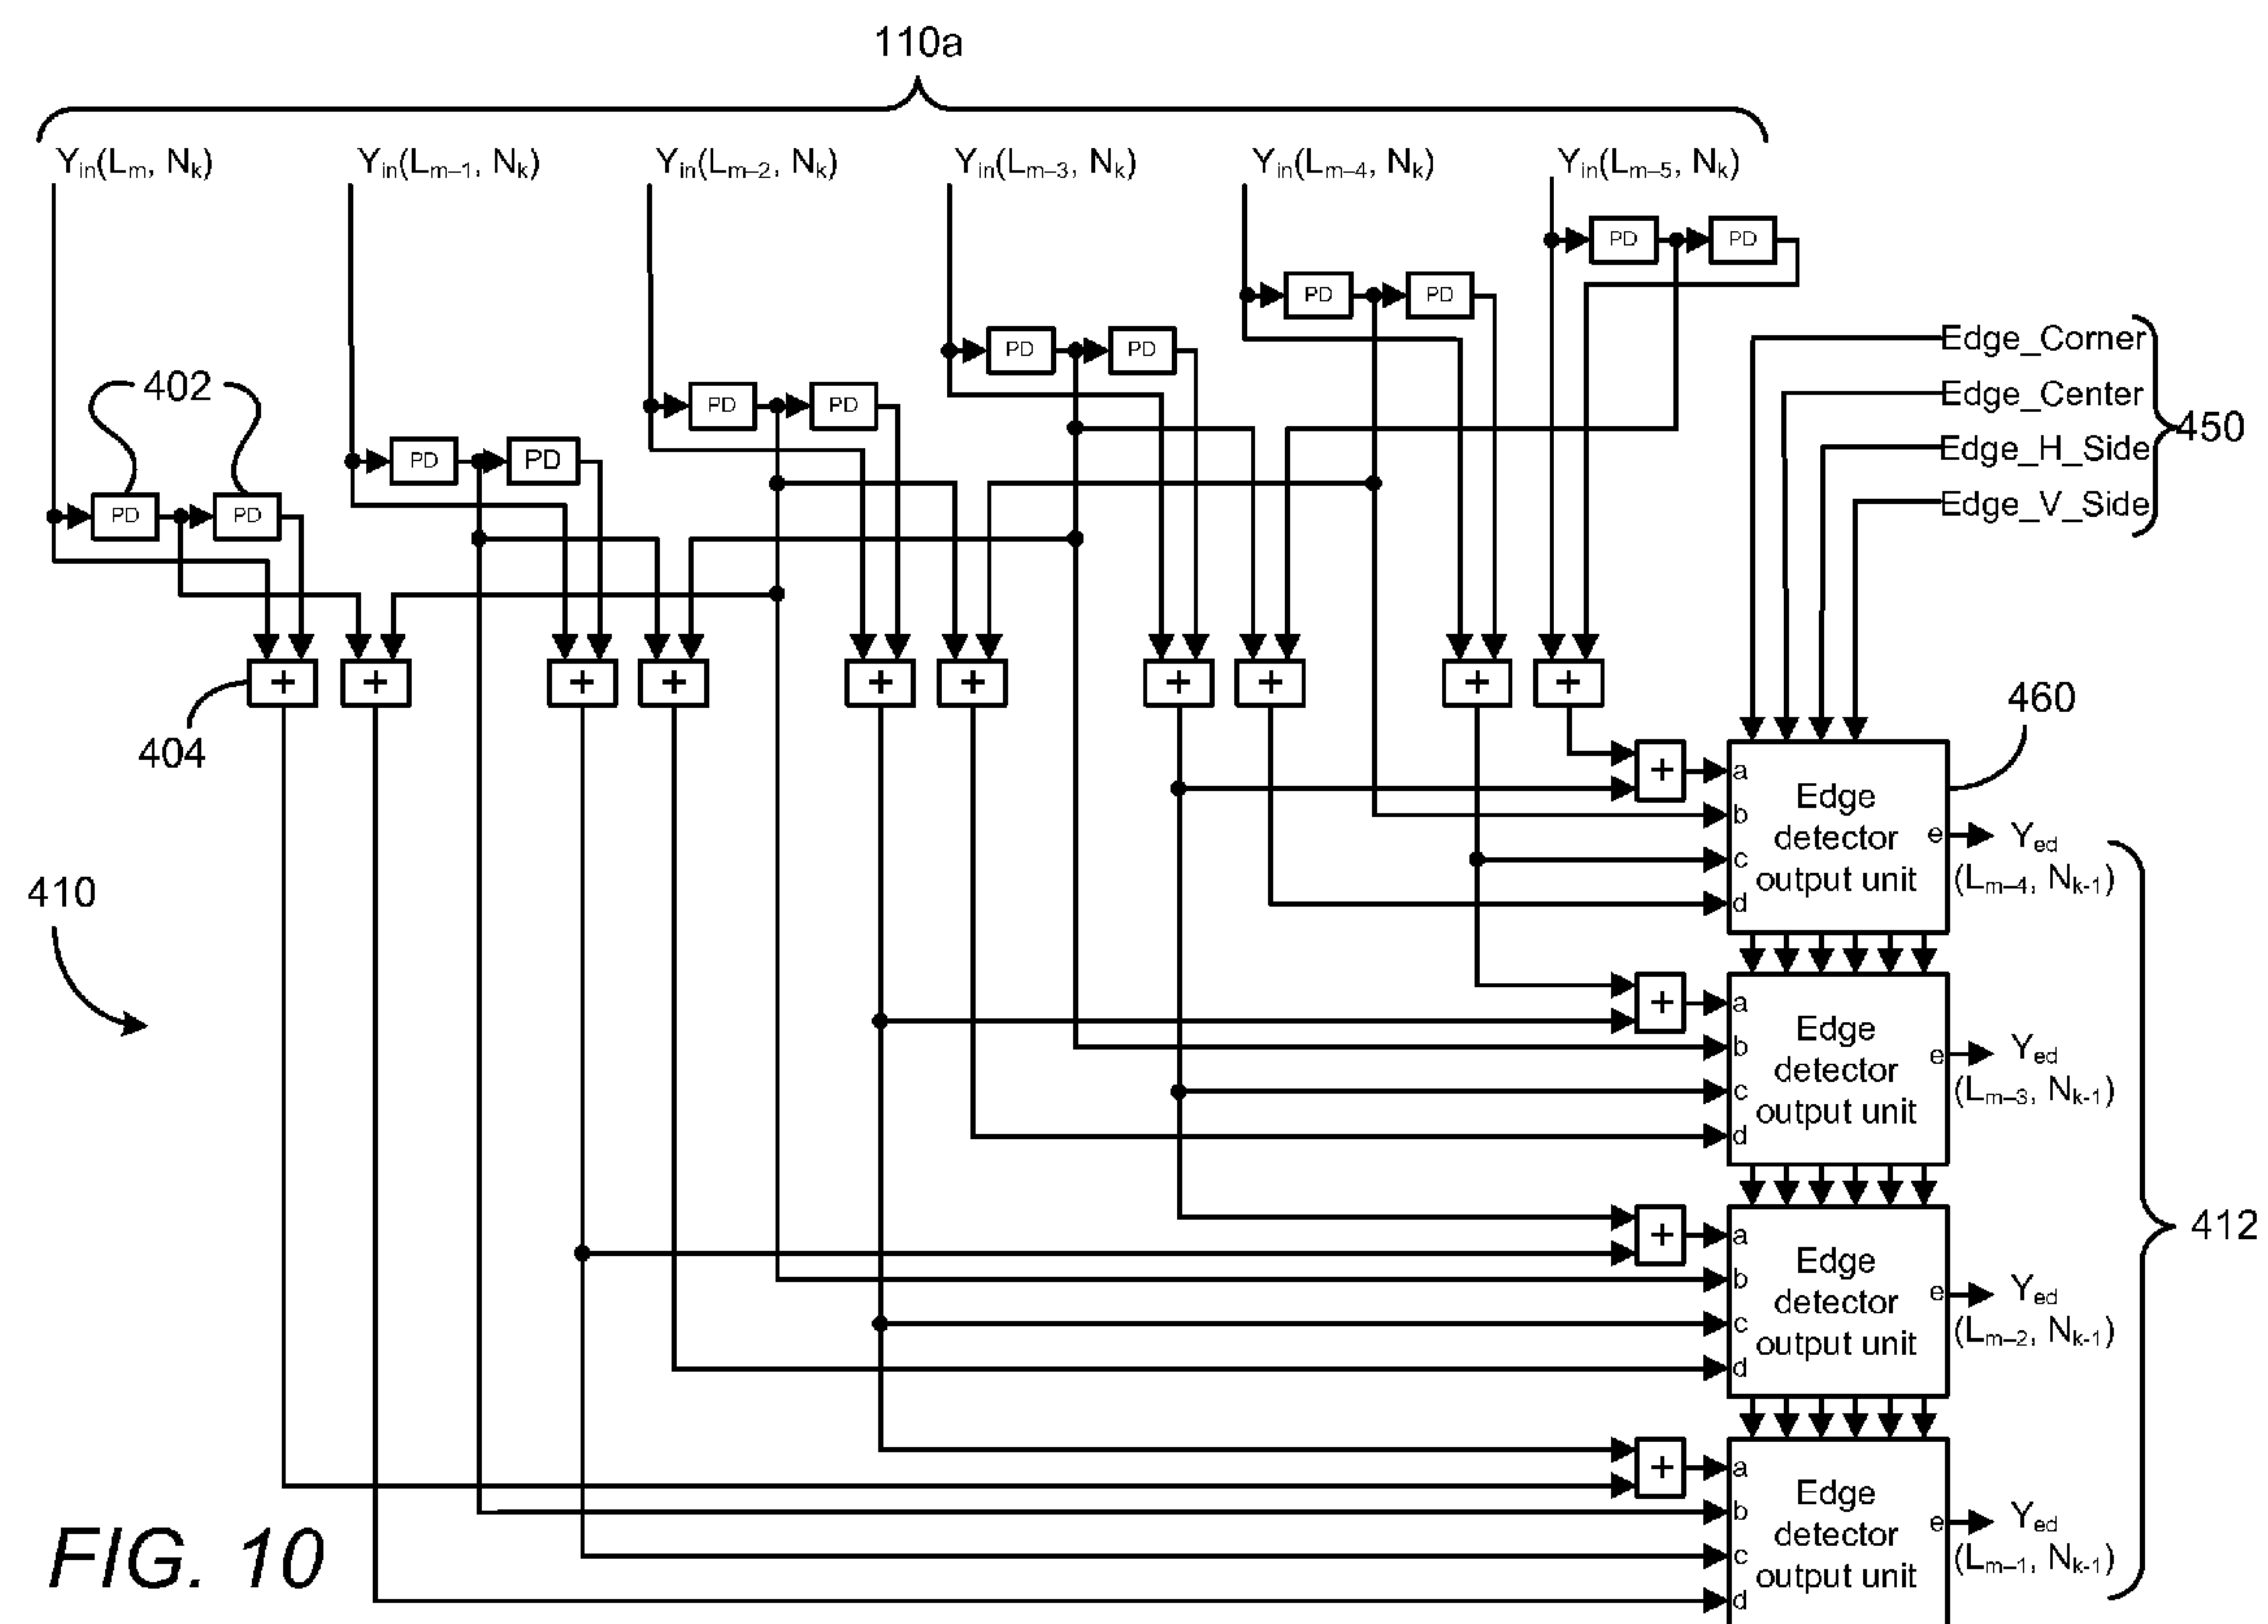 110a
Yin(Lm, Nk) Yin(Lm–1, Nk) Yin(Lm–2, Nk) Yin(Lm–3, Nk) Yin(Lm–4, Nk) Yin(Lm–5, Nk)
PD PD
PD PD
PD PD
PD PD
PD PD
PD PD
402
Edge_Corner
Edge_Center
Edge_H_Side
Edge_V_Side
450
+ + + + + + + + + +
404
460
410
+
a
b
c
d
Edge
detector
output unit
e
Yed
(Lm–4, Nk-1)
+
a
b
c
d
Edge
detector
output unit
e
Yed
(Lm–3, Nk-1)
412
+
a
b
c
d
Edge
detector
output unit
e
Yed
(Lm–2, Nk-1)
+
a
b
c
d
Edge
detector
output unit
e
Yed
(Lm–1, Nk-1)
FIG. 10